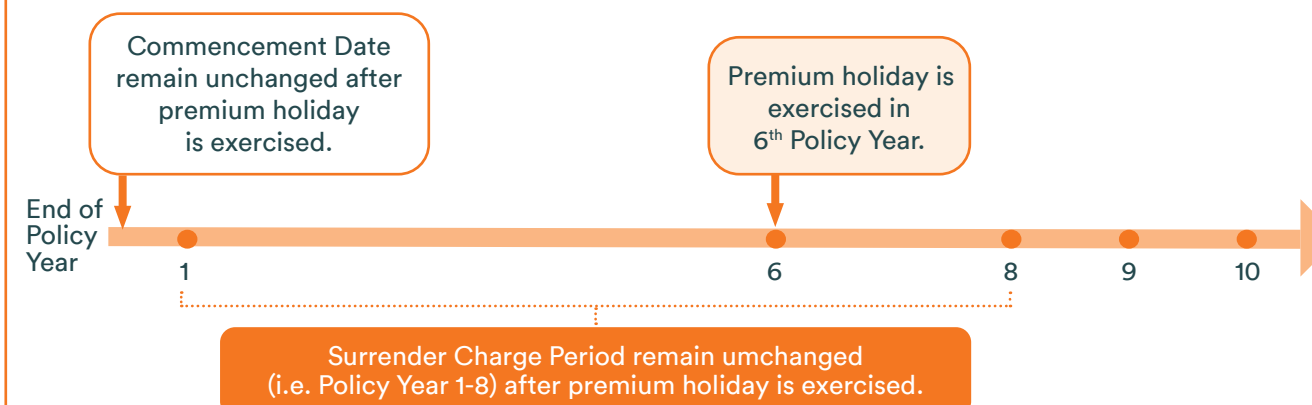 Commencement Date
remain unchanged after
premium holiday
is exercised.
Premium holiday is
exercised in
6th Policy Year.
End of
Policy
Year
1
6
8
9
10
Surrender Charge Period remain umchanged
(i.e. Policy Year 1-8) after premium holiday is exercised.